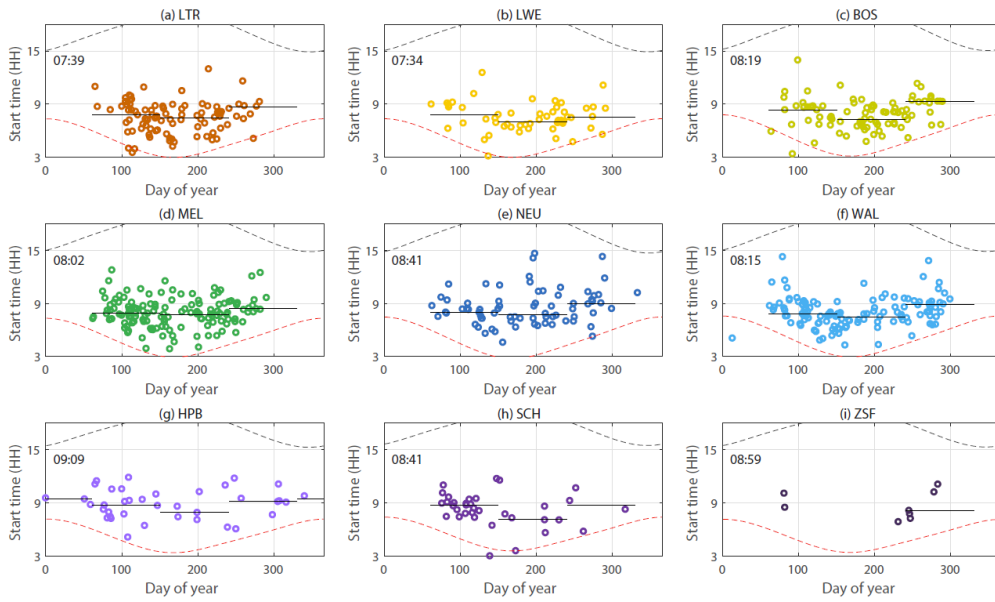 (a) LTR
(b) LWE
(c) BOS
Start time (HH)
15
9
3
07:39
0
100
200
300
Day of year
Start time (HH)
15
9
3
07:34
0
100
200
300
Day of year
Start time (HH)
15
9
3
08:19
0
100
200
300
Day of year
(d) MEL
(e) NEU
(f) WAL
Start time (HH)
15
9
3
08:02
0
100
200
300
Day of year
Start time (HH)
15
9
3
08:41
0
100
200
300
Day of year
Start time (HH)
15
9
3
08:15
0
100
200
300
Day of year
(g) HPB
(h) SCH
(i) ZSF
Start time (HH)
15
9
3
09:09
0
100
200
300
Day of year
Start time (HH)
15
9
3
08:41
0
100
200
300
Day of year
Start time (HH)
15
9
3
08:59
0
100
200
300
Day of year